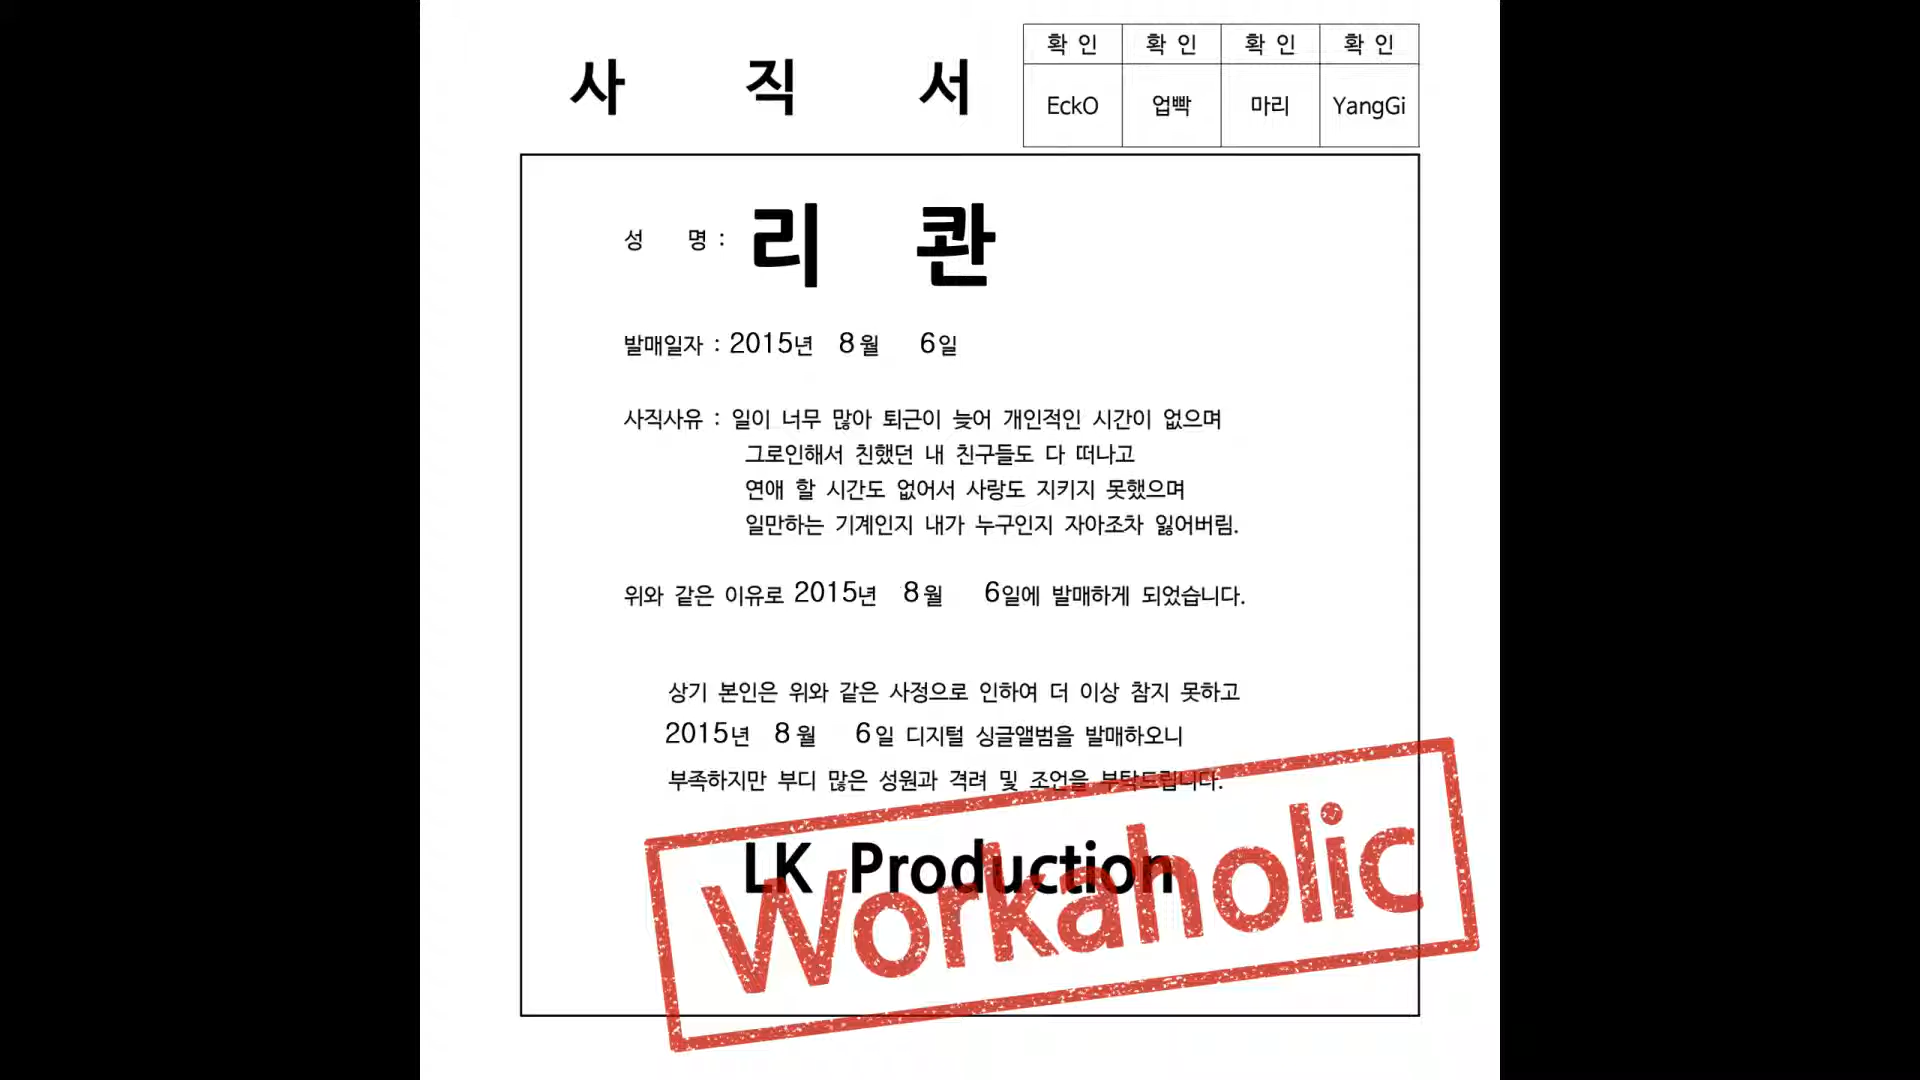 사 직 서
확 인 확 인 확 인 확 인
EckO 업빡 마리 YangGi
성 명 : 리 콴
발매일자 : 2015년 8월 6일
사직사유 : 일이 너무 많아 퇴근이 늦어 개인적인 시간이 없으며
그로인해서 친했던 내 친구들도 다 떠나고
연애 할 시간도 없어서 사랑도 지키지 못했으며
일만하는 기계인지 내가 누구인지 자아조차 잃어버림.
위와 같은 이유로 2015년 8월 6일에 발매하게 되었습니다.
상기 본인은 위와 같은 사정으로 인하여 더 이상 참지 못하고
2015년 8월 6일 디지털 싱글앨범을 발매하오니
부족하지만 부디 많은 성원과 격려 및 조언을 부탁드립니다.
LK Production
Workaholic